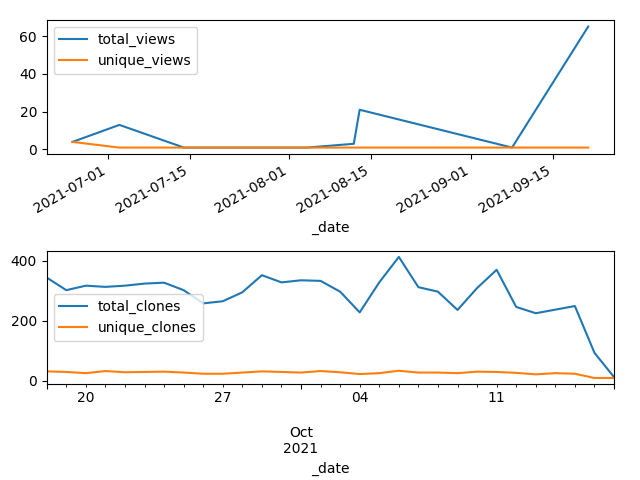 60
40
20
0
total_views
unique_views
2021-07-01
2021-07-15
2021-08-01
2021-08-15
2021-09-01
2021-09-15
_date
400
200
0
total_clones
unique_clones
20
27
04
11
Oct
2021
_date